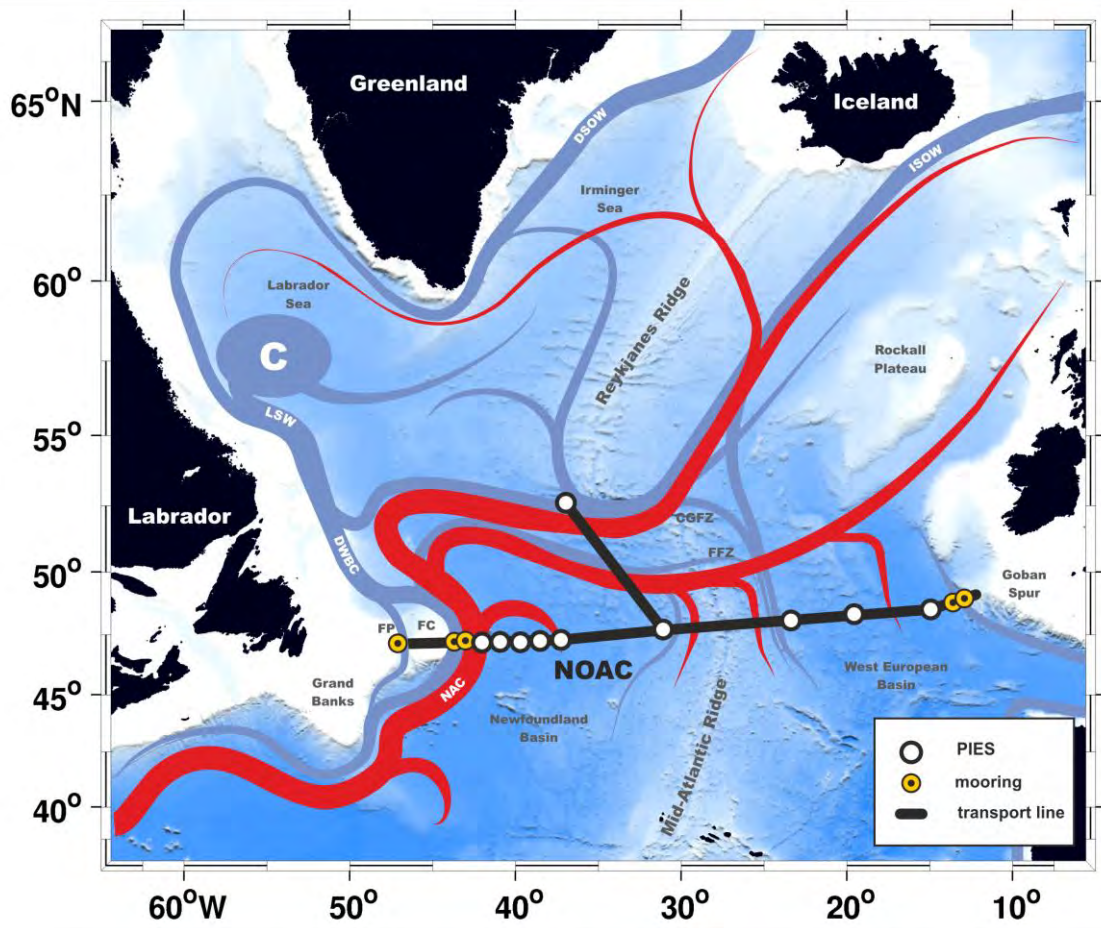 Greenland
Iceland
65°N
DSOW
ISOW
Irminger
Sea
60°
Labrador
Sea
Reykjanes Ridge
C
Rockall
Plateau
LSW
55°
Labrador
CGFZ
DWBC
FFZ
50°
Goban
Spur
FP
FC
NOAC
West European
Basin
45°
Grand
Banks
NAC
Newfoundland
Basin
Mid-Atlantic Ridge
PIES
mooring
transport line
40°
60°W
50°
40°
30°
20°
10°